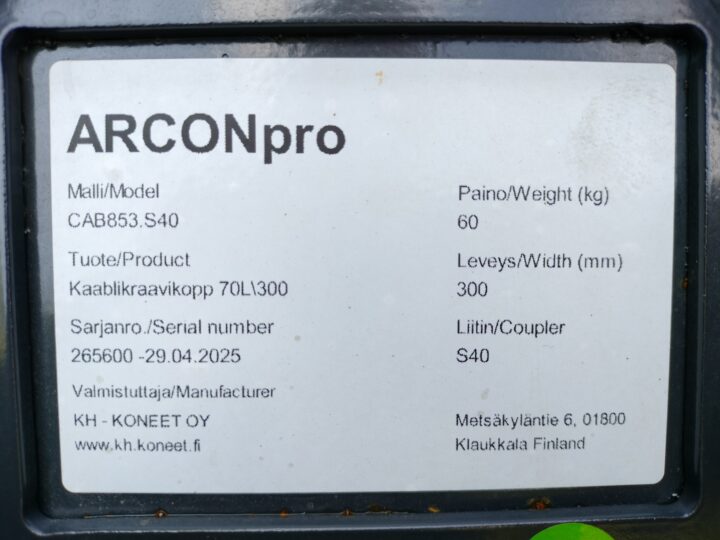 ARCONpro
Malli/Model
CAB853.S40
Paino/Weight (kg)
60
Tuote/Product
Kaablikraavikopp 70L\300
Leveys/Width (mm)
300
Sarjanro./Serial number
265600 -29.04.2025
Liitin/Coupler
S40
Valmistuttaja/Manufacturer
KH - KONEET OY
www.kh.koneet.fi
Metsäkyläntie 6, 01800
Klaukkala Finland